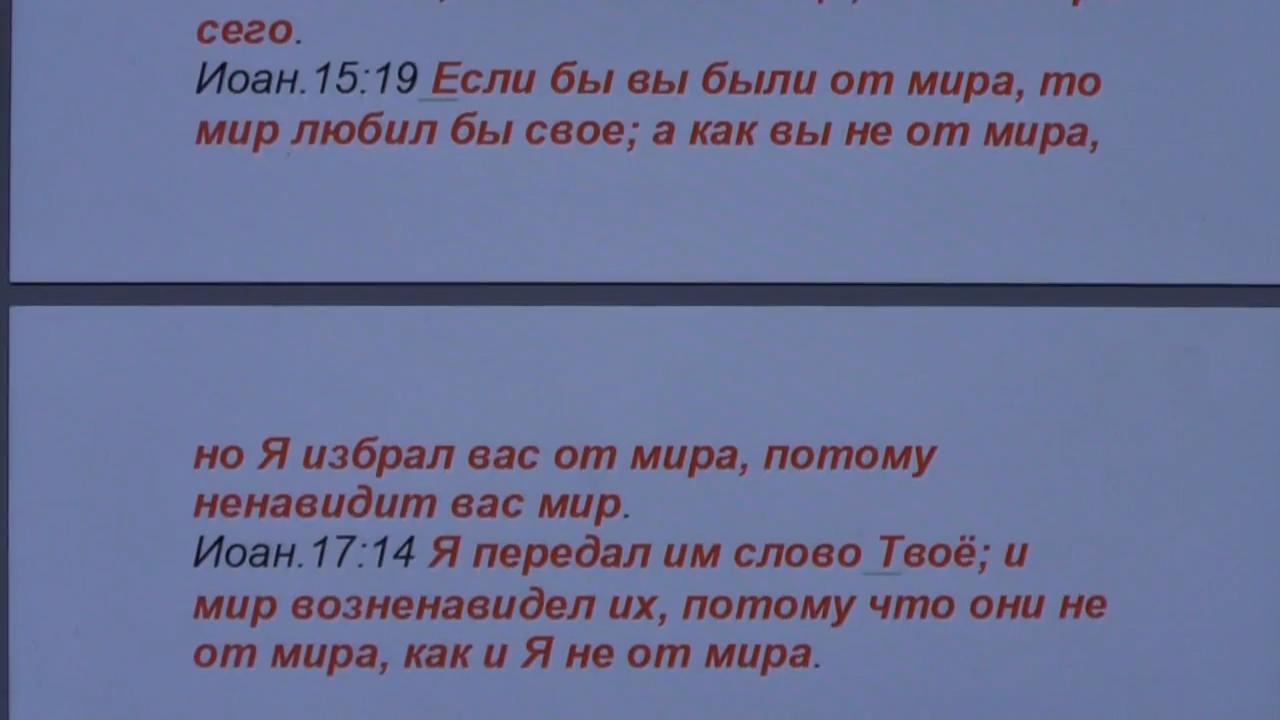 сего.
Иоан.15:19 Если бы вы были от мира, то
мир любил бы свое; а как вы не от мира,
но Я избрал вас от мира, потому
ненавидит вас мир.
Иоан.17:14 Я передал им слово Твоё; и
мир возненавидел их, потому что они не
от мира, как и Я не от мира.